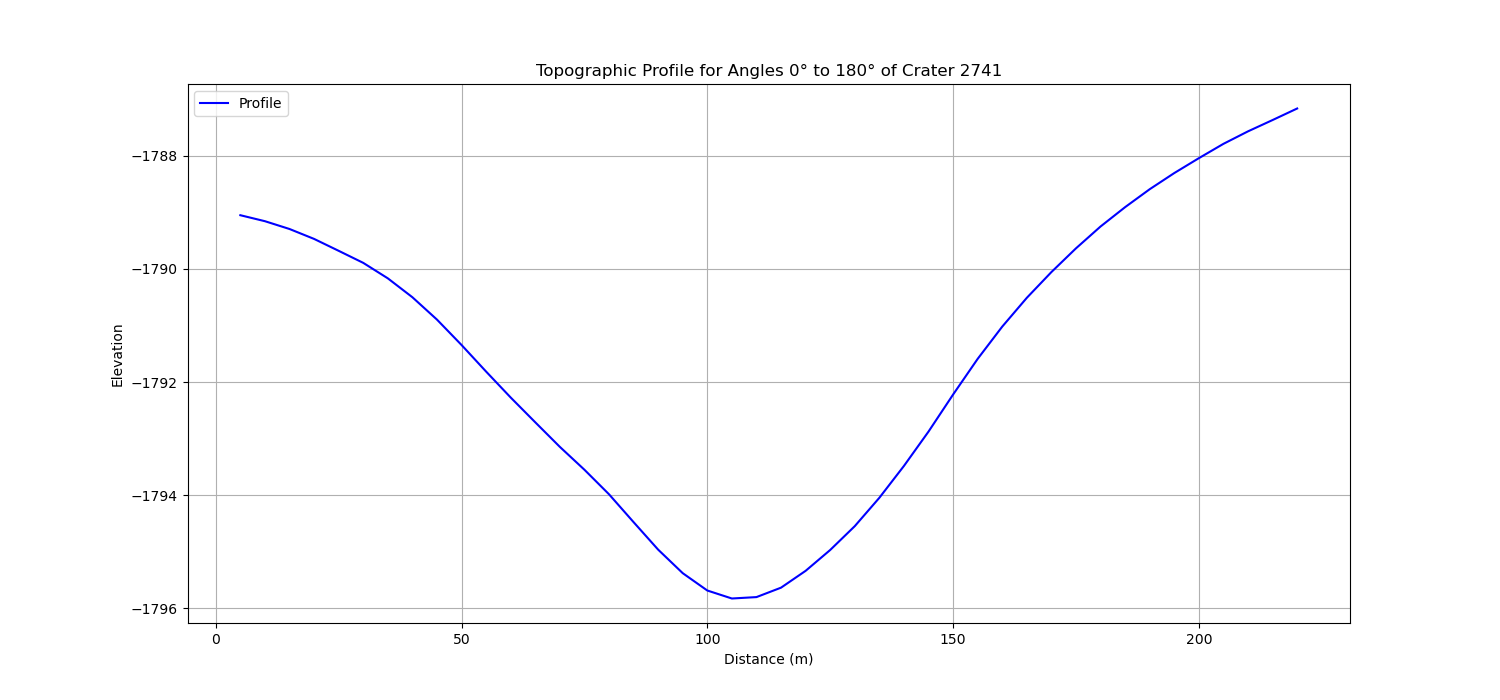 Topographic Profile for Angles 0° to 180° of Crater 2741
Profile
−1788
−1790
−1792
−1794
−1796
Elevation
0 50 100 150 200
Distance (m)